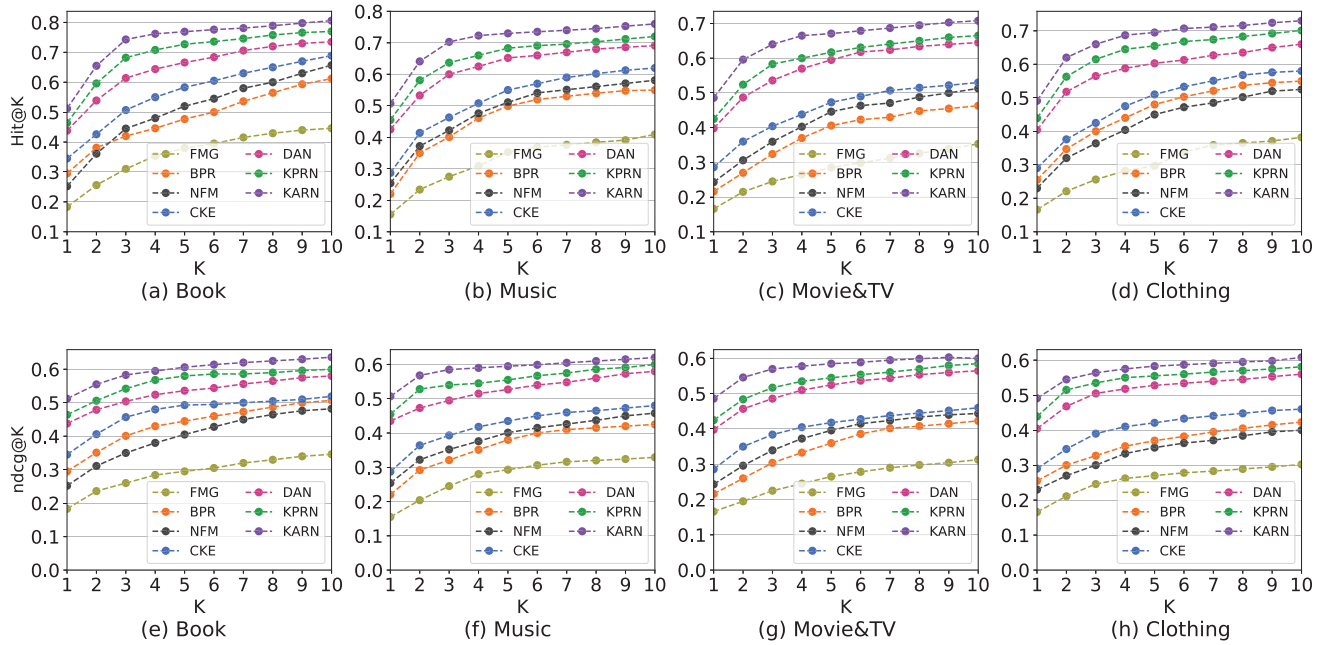 Hit@K
0.8
0.7
0.6
0.5
0.4
0.3
0.2
0.1
1 2 3 4 5 6 7 8 9 10
K
FMG
BPR
NFM
CKE
DAN
KPRN
KARN
(a) Book
0.8
0.7
0.6
0.5
0.4
0.3
0.2
0.1
1 2 3 4 5 6 7 8 9 10
K
FMG
BPR
NFM
CKE
DAN
KPRN
KARN
(b) Music
0.7
0.6
0.5
0.4
0.3
0.2
0.1
1 2 3 4 5 6 7 8 9 10
K
FMG
BPR
NFM
CKE
DAN
KPRN
KARN
(c) Movie&TV
0.7
0.6
0.5
0.4
0.3
0.2
0.1
1 2 3 4 5 6 7 8 9 10
K
FMG
BPR
NFM
CKE
DAN
KPRN
KARN
(d) Clothing
ndcg@K
0.6
0.5
0.4
0.3
0.2
0.1
0.0
1 2 3 4 5 6 7 8 9 10
K
FMG
BPR
NFM
CKE
DAN
KPRN
KARN
(e) Book
0.6
0.5
0.4
0.3
0.2
0.1
0.0
1 2 3 4 5 6 7 8 9 10
K
FMG
BPR
NFM
CKE
DAN
KPRN
KARN
(f) Music
0.6
0.5
0.4
0.3
0.2
0.1
0.0
1 2 3 4 5 6 7 8 9 10
K
FMG
BPR
NFM
CKE
DAN
KPRN
KARN
(g) Movie&TV
0.6
0.5
0.4
0.3
0.2
0.1
0.0
1 2 3 4 5 6 7 8 9 10
K
FMG
BPR
NFM
CKE
DAN
KPRN
KARN
(h) Clothing